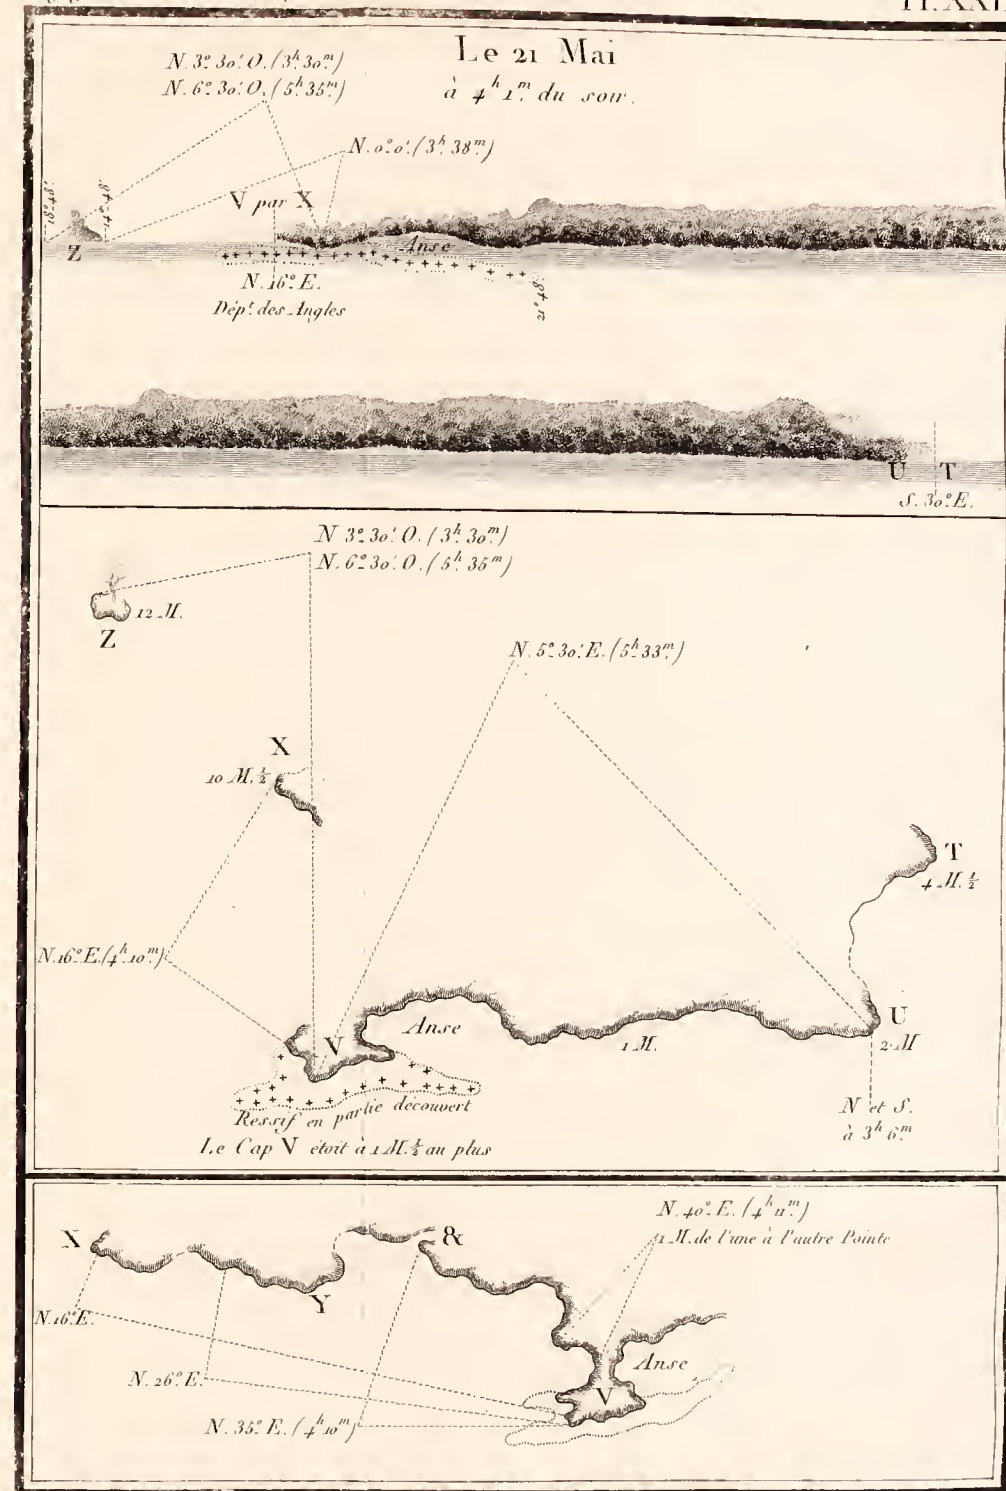 Le 21 Mai
à 4ʰ 1ᵐ du soir.
N. 3°. 30'. O. (3ʰ. 30ᵐ)
N. 6°. 30'. O. (5ʰ. 35ᵐ)
N. 0°. 0'. (3ʰ. 38ᵐ)
V par X
Z
Anse
N. 16°. E.
Dépᵗ. des Angles
U T
S. 30°. E.
N 3°. 30'. O. (3ʰ. 30ᵐ)
N. 6°. 30'. O. (5ʰ. 35ᵐ)
12 M.
Z
N. 5°. 30'. E. (5ʰ. 33ᵐ)
X
10 M. ½
T
4 M. ½
N. 16°. E. (4ʰ. 10ᵐ)
V
Anse
1 M.
U
2 M
Ressif en partie découvert
Le Cap V étoit à 1 M. ½ au plus
N et S.
à 3ʰ 6ᵐ
N. 40°. E. (4ʰ 11ᵐ)
1 M. de l'une à l'autre Pointe
X
&
Y
N. 16°. E.
Anse
N. 26°. E.
V
N. 35°. E. (4ʰ 10ᵐ)